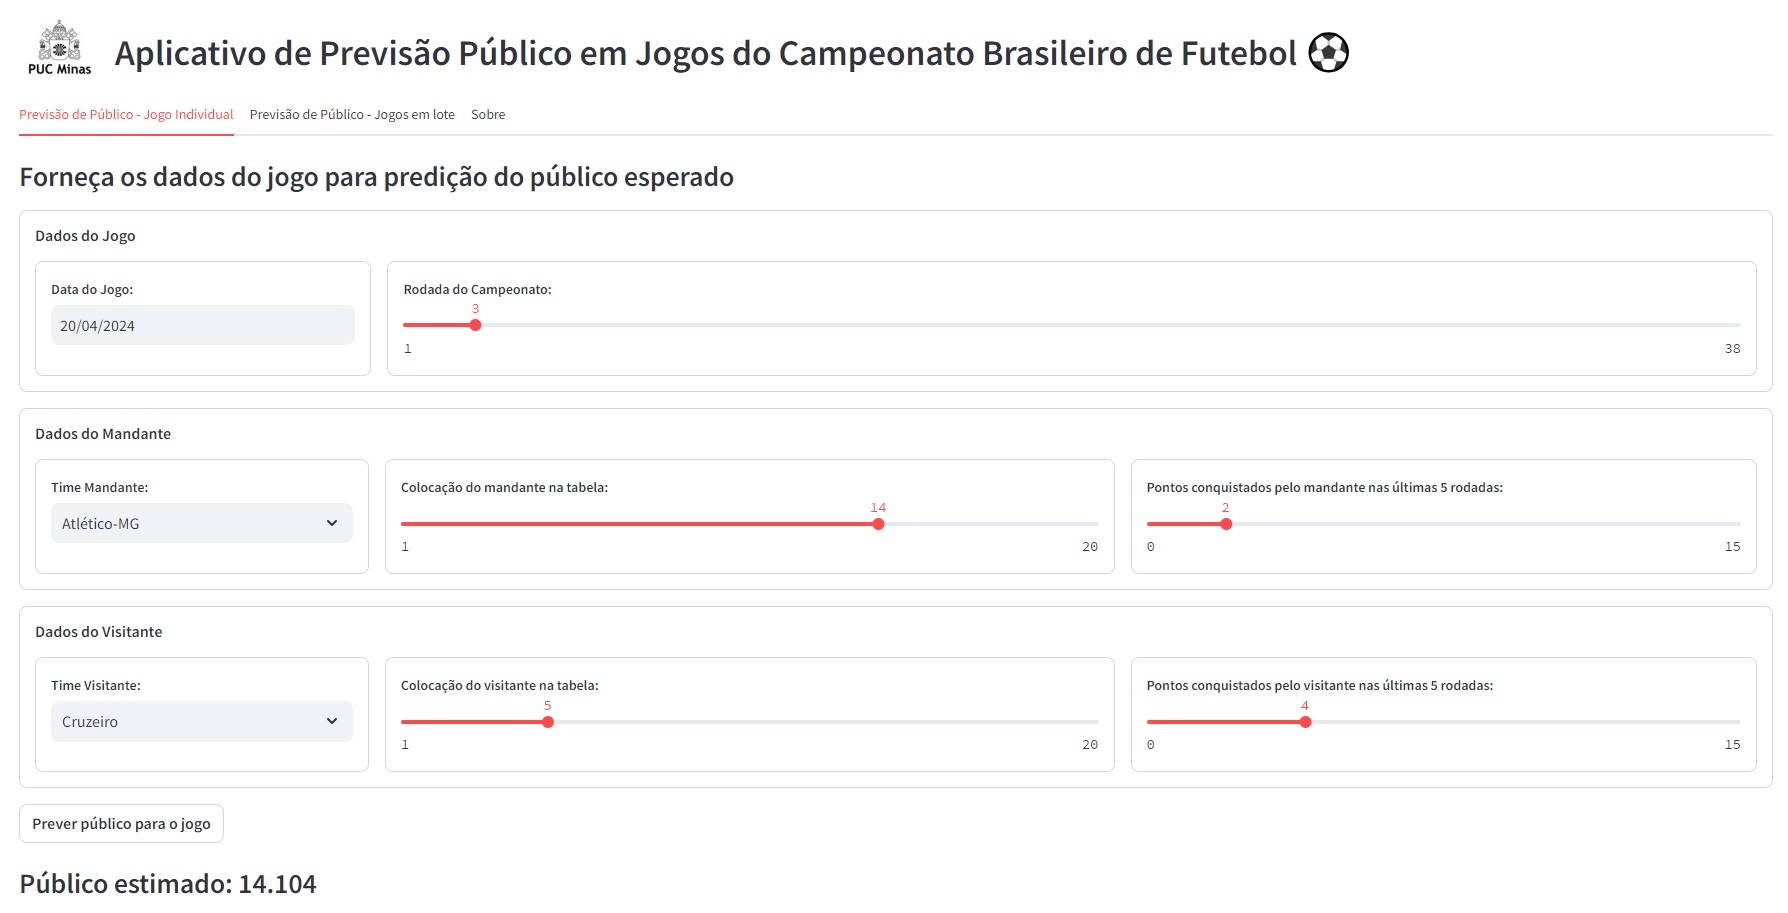 PUC Minas
Aplicativo de Previsão Público em Jogos do Campeonato Brasileiro de Futebol
Previsão de Público - Jogo Individual Previsão de Público - Jogos em lote Sobre
Forneça os dados do jogo para predição do público esperado
Dados do Jogo
Data do Jogo:
20/04/2024
Rodada do Campeonato:
3
1 38
Dados do Mandante
Time Mandante:
Atlético-MG
Colocação do mandante na tabela:
14
1 20
Pontos conquistados pelo mandante nas últimas 5 rodadas:
2
0 15
Dados do Visitante
Time Visitante:
Cruzeiro
Colocação do visitante na tabela:
5
1 20
Pontos conquistados pelo visitante nas últimas 5 rodadas:
4
0 15
Prever público para o jogo
Público estimado: 14.104